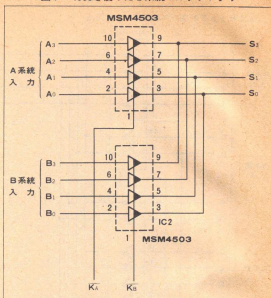 MSM4503
A₃ 10 9 S₃
A系統 A₂ 6 7 S₂
入力 A₁ 4 5 S₁
A₀ 2 3 S₀
1
B₃ 10 9
B系統 B₂ 6 7
入力 B₁ 4 5
B₀ 2 3
IC2
1 MSM4503
K̅A̅ K̅B̅